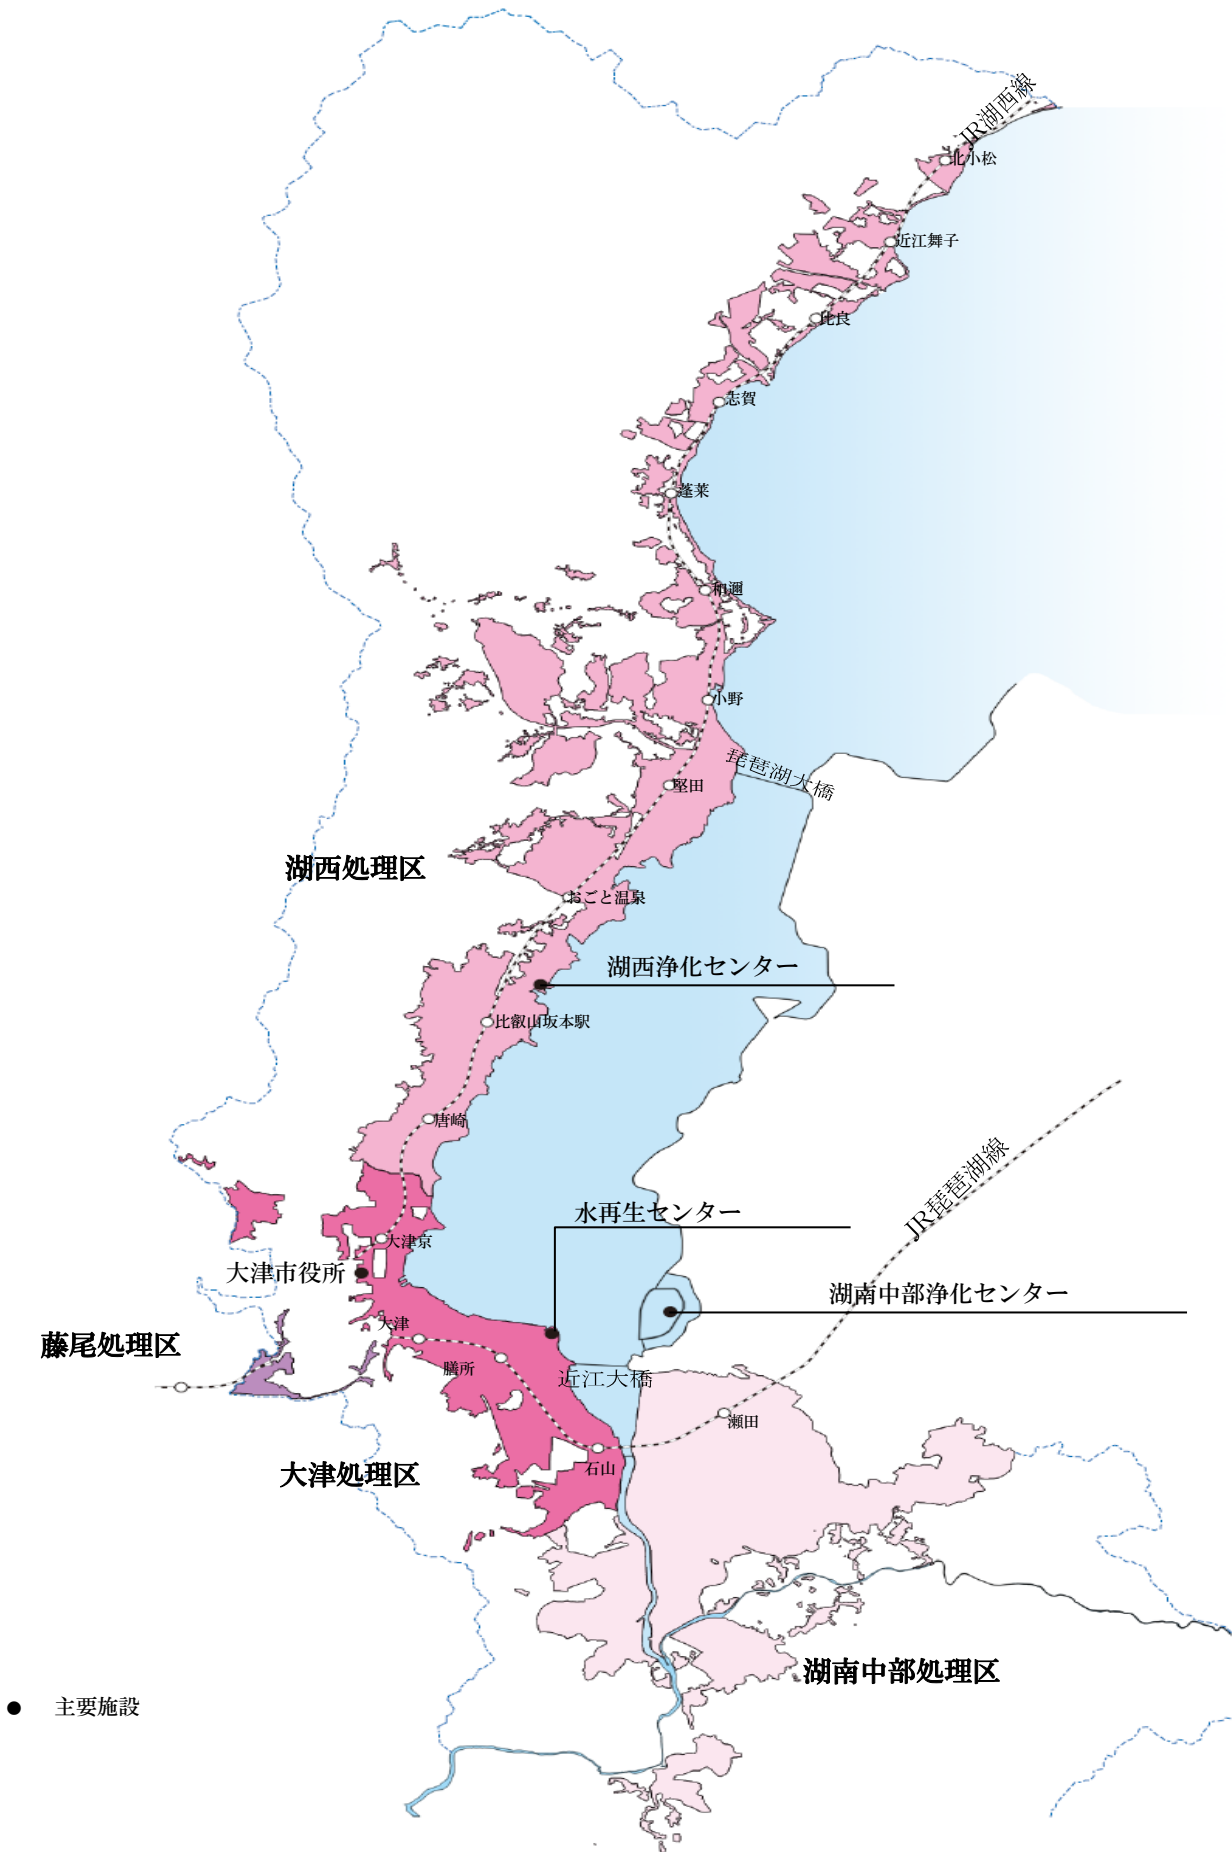 JR湖西線
北小松
近江舞子
比良
志賀
蓬莱
和邇
小野
琵琶湖大橋
堅田
湖西処理区
おごと温泉
湖西浄化センター
比叡山坂本駅
唐崎
JR琵琶湖線
水再生センター
大津京
大津市役所
湖南中部浄化センター
大津
藤尾処理区
膳所
近江大橋
瀬田
石山
大津処理区
湖南中部処理区
● 主要施設